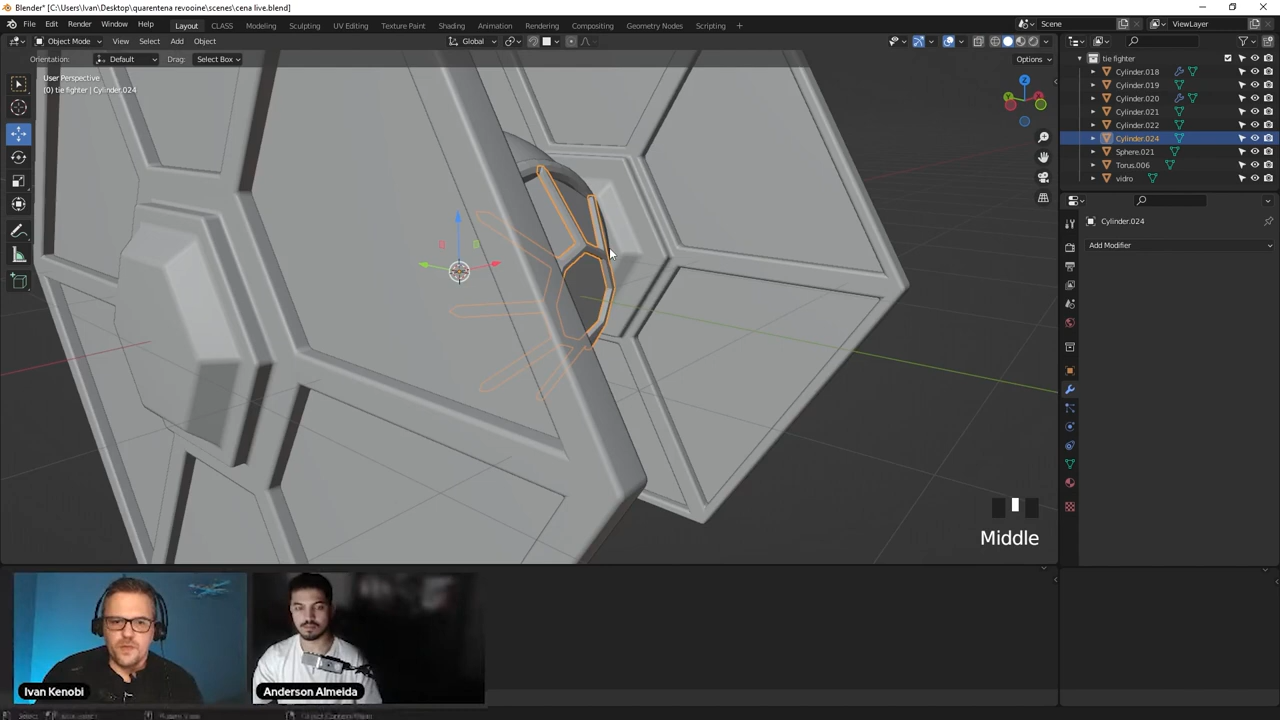 Blender* [C:\Users\Ivan\Desktop\quarentena revooine\scenes\cena live.blend]
File Edit Render Window Help Layout CLASS Modeling Sculpting UV Editing Texture Paint Shading Animation Rendering Compositing Geometry Nodes Scripting Scene ViewLayer
Object Mode View Select Add Object Global
Orientation: Default Drag: Select Box Options
User Perspective
(0) tie fighter | Cylinder.024
Z
tie fighter
Cylinder.018
Cylinder.019
Cylinder.020
Cylinder.021
Cylinder.022
Cylinder.024
Sphere.021
Torus.006
vidro
Cylinder.024
Add Modifier
Middle
Ivan Kenobi
Anderson Almeida
Select